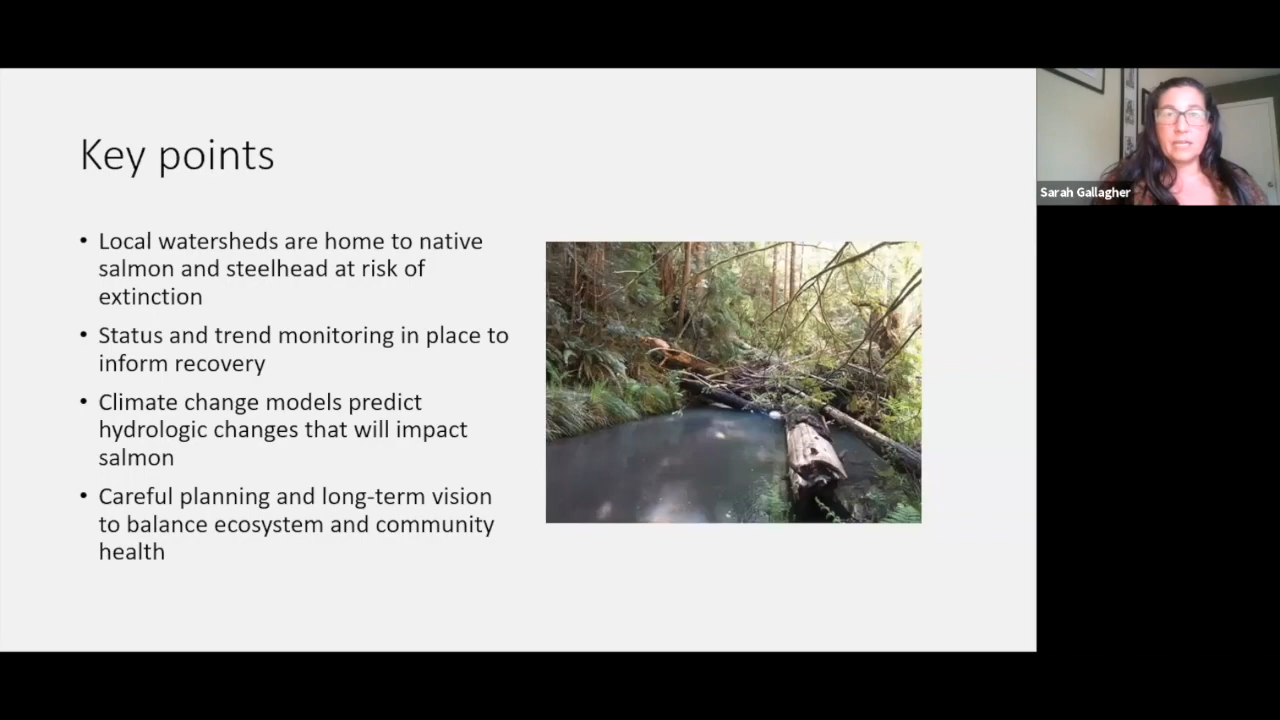 Key points
• Local watersheds are home to native
salmon and steelhead at risk of
extinction
• Status and trend monitoring in place to
inform recovery
• Climate change models predict
hydrologic changes that will impact
salmon
• Careful planning and long-term vision
to balance ecosystem and community
health
Sarah Gallagher